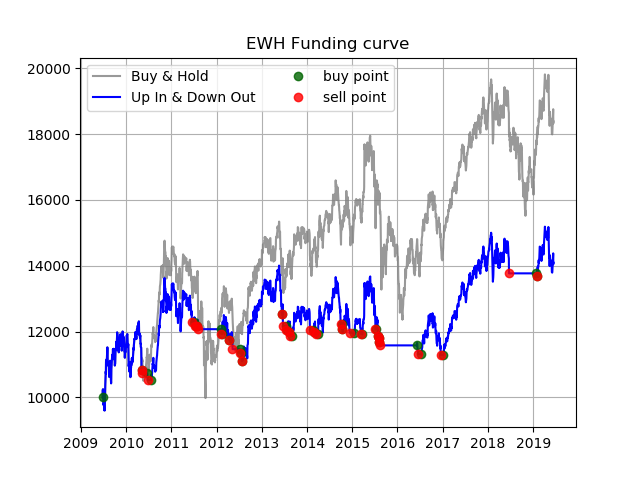 EWH Funding curve
Buy & Hold
Up In & Down Out
buy point
sell point
20000
18000
16000
14000
12000
10000
2009 2010 2011 2012 2013 2014 2015 2016 2017 2018 2019